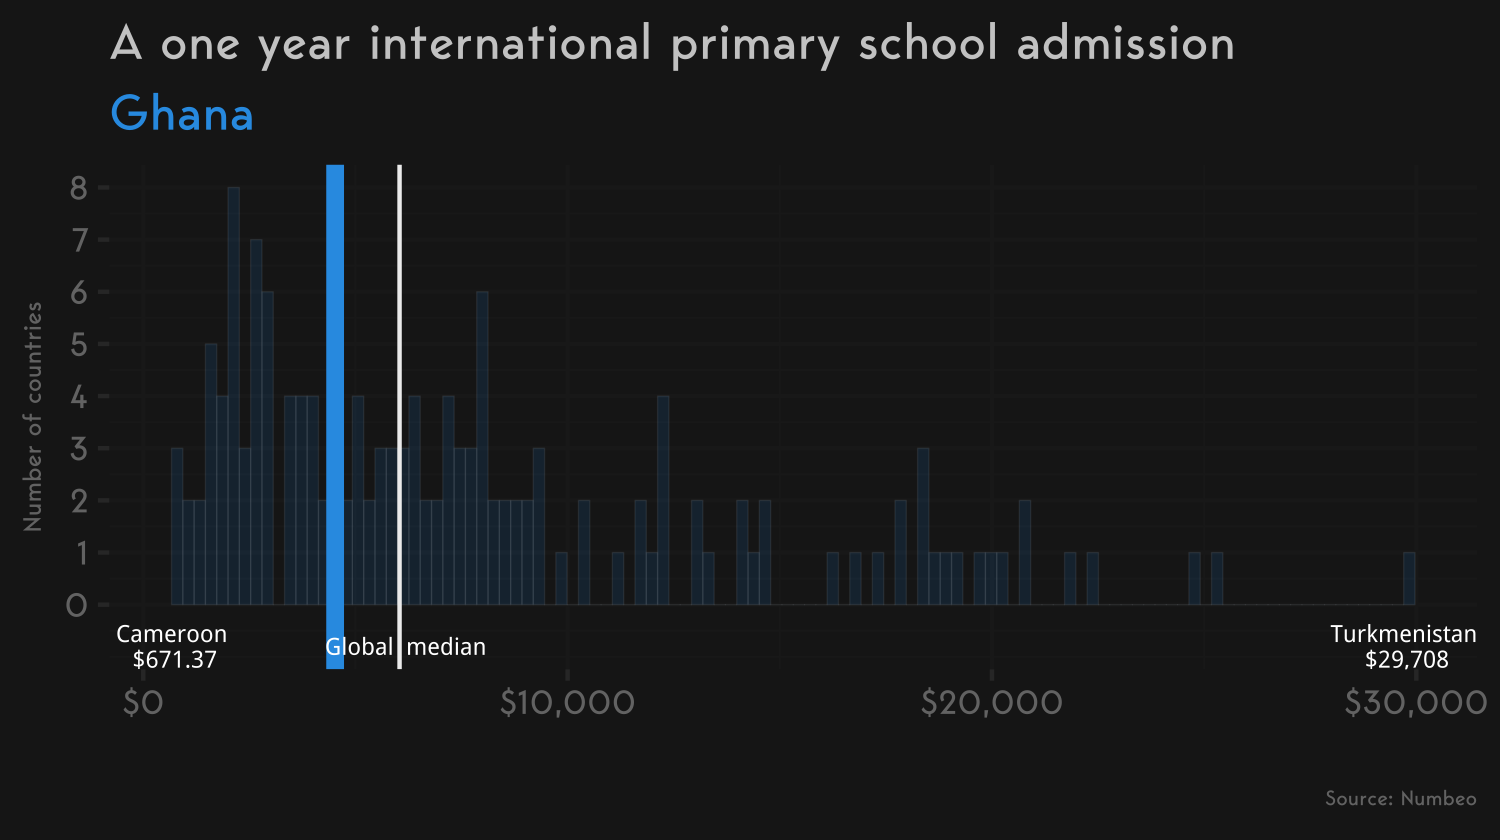 A one year international primary school admission
Ghana
Number of countries
8
7
6
5
4
3
2
1
0
Cameroon
$671.37
Global median
Turkmenistan
$29,708
$0
$10,000
$20,000
$30,000
Source: Numbeo